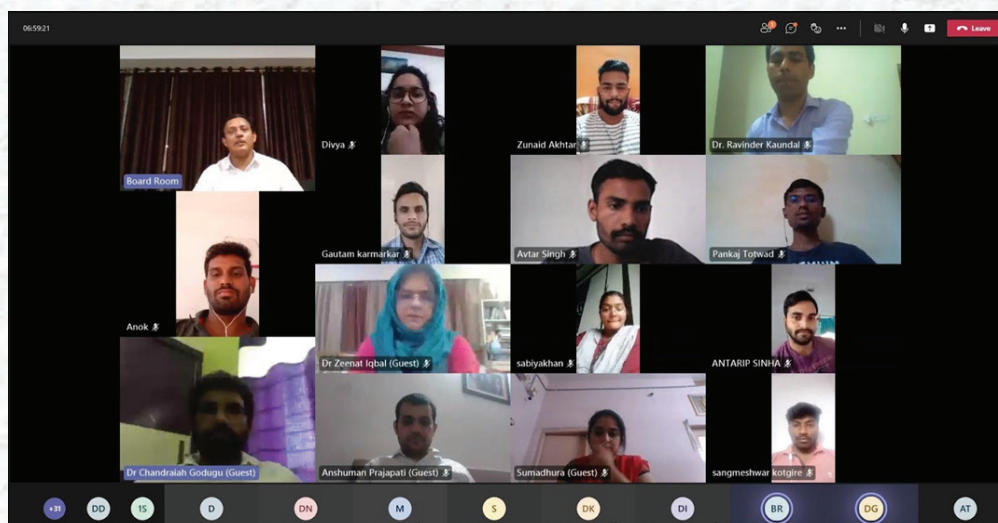 06:59:21
1
Leave
Board Room
Divya
Zunaid Akhtar
Dr. Ravinder Kaundal
Anok
Gautam karmarkar
Avtar Singh
Pankaj Totwad
Dr Zeenat Iqbal (Guest)
sabiyakhan
ANTARIP SINHA
Dr Chandraiah Godugu (Guest)
Anshuman Prajapati (Guest)
Sumadhura (Guest)
sangmeshwar kotgire
+31 DD 1S D DN M S DK DI BR DG AT